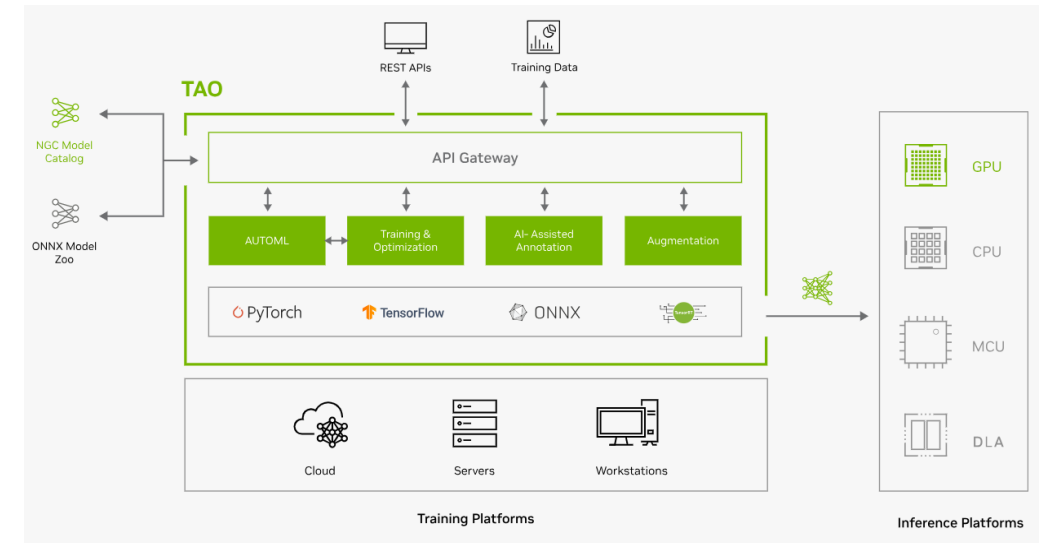 REST APIs
Training Data
TAO
NGC Model
Catalog
ONNX Model
Zoo
API Gateway
AUTOML
Training &
Optimization
AI- Assisted
Annotation
Augmentation
PyTorch
TensorFlow
ONNX
TensorRT
Cloud
Servers
Workstations
Training Platforms
GPU
CPU
MCU
DLA
Inference Platforms